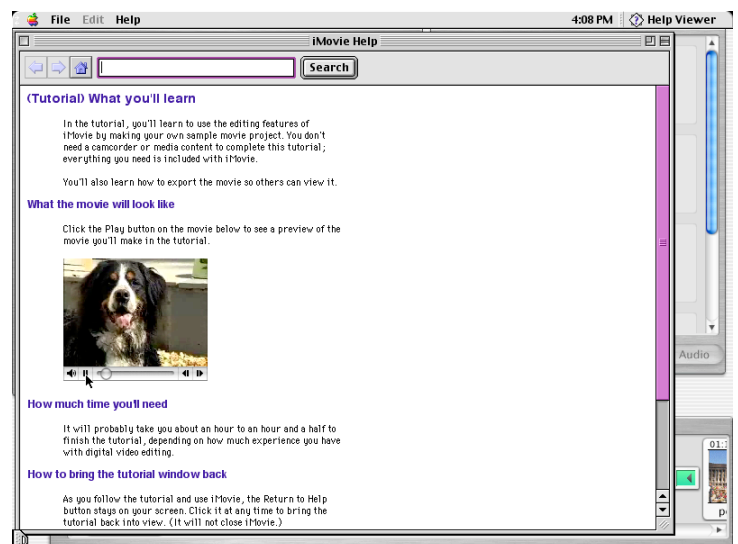 File Edit Help 4:08 PM Help Viewer
iMovie Help
Search
(Tutorial) What you'll learn
In the tutorial, you'll learn to use the editing features of
iMovie by making your own sample movie project. You don't
need a camcorder or media content to complete this tutorial;
everything you need is included with iMovie.
You'll also learn how to export the movie so others can view it.
What the movie will look like
Click the Play button on the movie below to see a preview of the
movie you'll make in the tutorial.
How much time you'll need
It will probably take you about an hour to an hour and a half to
finish the tutorial, depending on how much experience you have
with digital video editing.
How to bring the tutorial window back
As you follow the tutorial and use iMovie, the Return to Help
button stays on your screen. Click it at any time to bring the
tutorial back into view. (It will not close iMovie.)
Audio